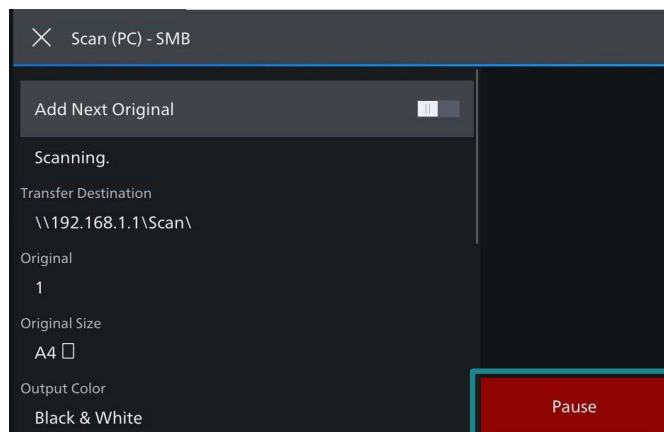 Scan (PC) - SMB
Add Next Original
Scanning.
Transfer Destination
\\192.168.1.1\Scan\
Original
1
Original Size
A4
Output Color
Black & White
Pause